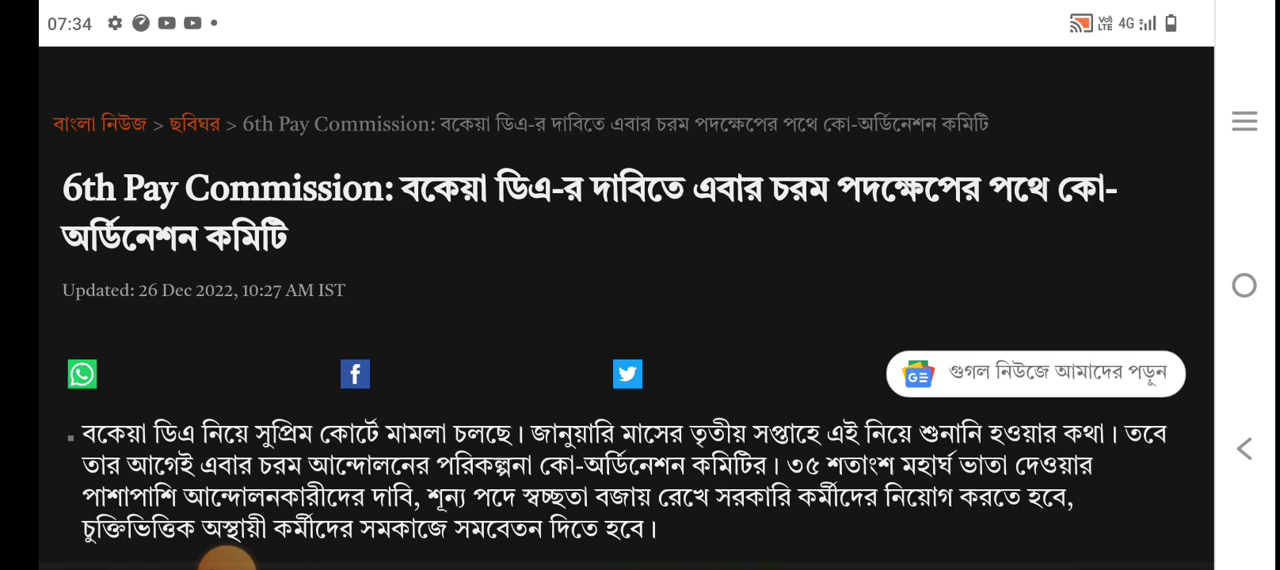 07:34
VoI) LTE 4G
বাংলা নিউজ > ছবিঘর > 6th Pay Commission: বকেয়া ডিএ-র দাবিতে এবার চরম পদক্ষেপের পথে কো-অর্ডিনেশন কমিটি
6th Pay Commission: বকেয়া ডিএ-র দাবিতে এবার চরম পদক্ষেপের পথে কো-
অর্ডিনেশন কমিটি
Updated: 26 Dec 2022, 10:27 AM IST
GE গুগল নিউজে আমাদের পড়ুন
বকেয়া ডিএ নিয়ে সুপ্রিম কোর্টে মামলা চলছে। জানুয়ারি মাসের তৃতীয় সপ্তাহে এই নিয়ে শুনানি হওয়ার কথা। তবে
তার আগেই এবার চরম আন্দোলনের পরিকল্পনা কো-অর্ডিনেশন কমিটির। ৩৫ শতাংশ মহার্ঘ ভাতা দেওয়ার
পাশাপাশি আন্দোলনকারীদের দাবি, শূন্য পদে স্বচ্ছতা বজায় রেখে সরকারি কর্মীদের নিয়োগ করতে হবে,
চুক্তিভিত্তিক অস্থায়ী কর্মীদের সমকাজে সমবেতন দিতে হবে।